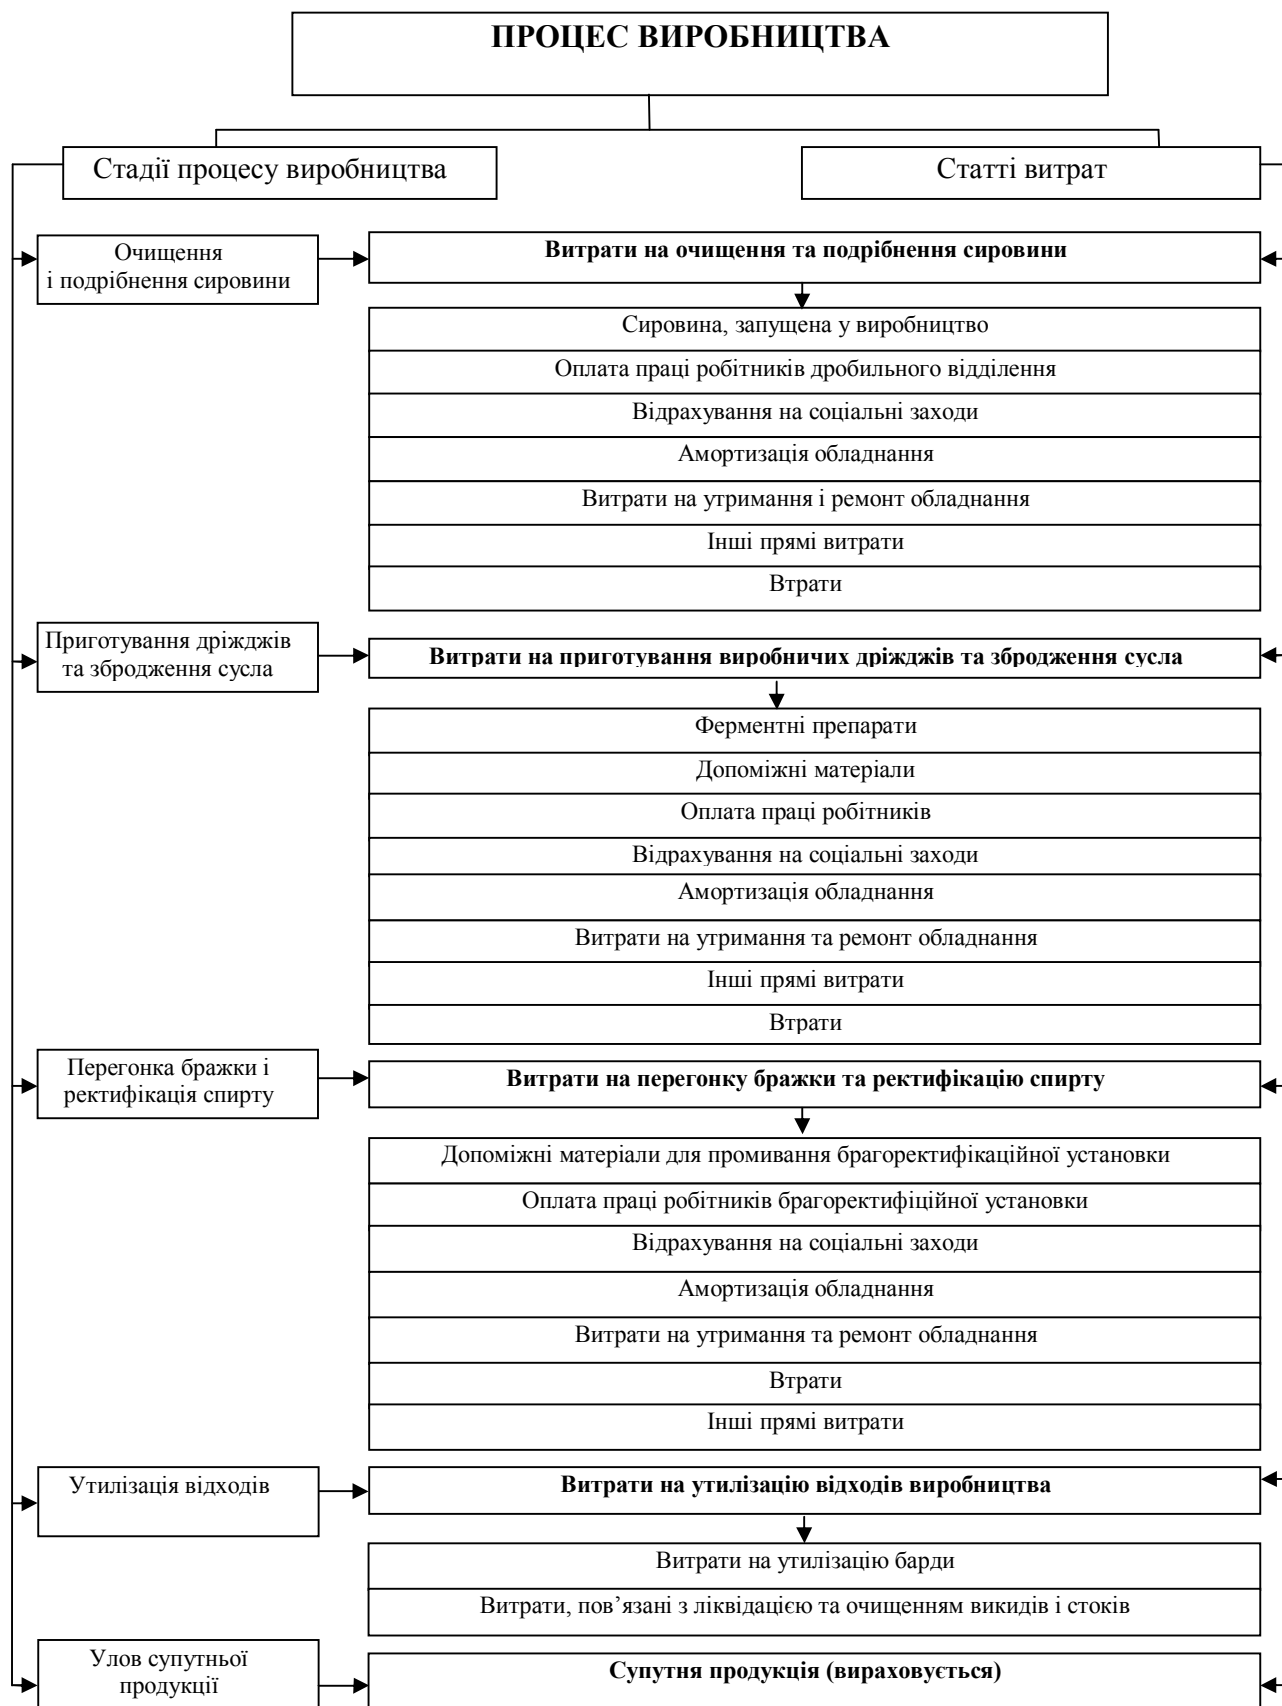 ПРОЦЕС ВИРОБНИЦТВА
Стадії процесу виробництва
Статті витрат
Очищення
і подрібнення сировини
Витрати на очищення та подрібнення сировини
Сировина, запущена у виробництво
Оплата праці робітників дробильного відділення
Відрахування на соціальні заходи
Амортизація обладнання
Витрати на утримання і ремонт обладнання
Інші прямі витрати
Втрати
Приготування дріжджів
та збродження сусла
Витрати на приготування виробничих дріжджів та збродження сусла
Ферментні препарати
Допоміжні матеріали
Оплата праці робітників
Відрахування на соціальні заходи
Амортизація обладнання
Витрати на утримання та ремонт обладнання
Інші прямі витрати
Втрати
Перегонка бражки і
ректифікація спирту
Витрати на перегонку бражки та ректифікацію спирту
Допоміжні матеріали для промивання брагоректифікаційної установки
Оплата праці робітників брагоректифіційної установки
Відрахування на соціальні заходи
Амортизація обладнання
Витрати на утримання та ремонт обладнання
Втрати
Інші прямі витрати
Утилізація відходів
Витрати на утилізацію відходів виробництва
Витрати на утилізацію барди
Витрати, пов’язані з ліквідацією та очищенням викидів і стоків
Улов супутньої
продукції
Супутня продукція (вираховується)